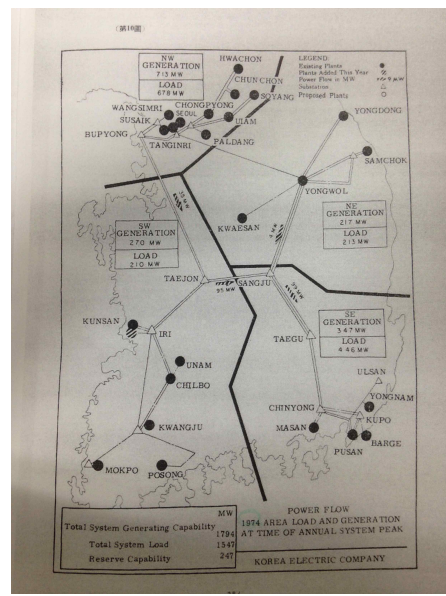 (第10圖)
NW
GENERATION
713 MW
LOAD
678 MW
HWACHON
CHUN CHON
SOYANG
CHONGPYONG
WANGSIMRI
SEOUL
SUSAIK
UIAM
BUPYONG
TANGINRI
PALDANG
LEGEND:
Existing Plants
Plants Added This Year
Power Flow in MW
Substation
Proposed Plants
YONGDONG
SAMCHOK
YONGWOL
KWAESAN
NE
GENERATION
217 MW
LOAD
213 MW
SW
GENERATION
270 MW
LOAD
210 MW
TAEJON
SANGJU
95 MW
SE
GENERATION
347 MW
LOAD
446 MW
KUNSAN
IRI
TAEGU
UNAM
CHILBO
ULSAN
YONGNAM
CHINYONG
KUPO
KWANGJU
MASAN
BARGE
PUSAN
MOKPO
POSONG
MW
Total System Generating Capability
1794
Total System Load
1547
Reserve Capability
247
POWER FLOW
1974 AREA LOAD AND GENERATION
AT TIME OF ANNUAL SYSTEM PEAK
KOREA ELECTRIC COMPANY